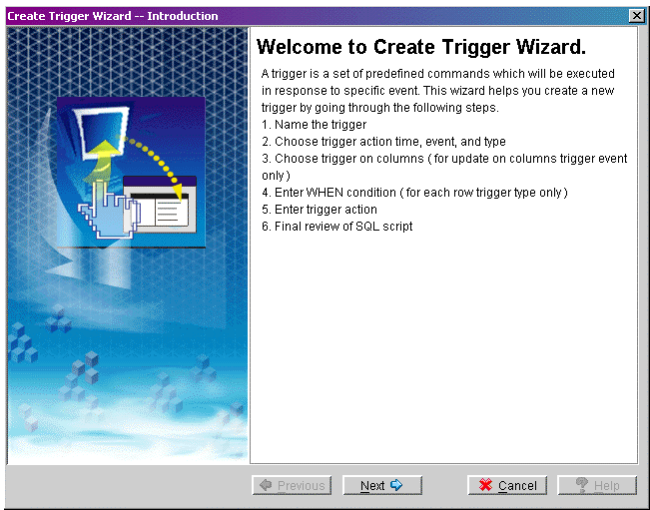 Create Trigger Wizard -- Introduction
Welcome to Create Trigger Wizard.
A trigger is a set of predefined commands which will be executed
in response to specific event. This wizard helps you create a new
trigger by going through the following steps.
1. Name the trigger
2. Choose trigger action time, event, and type
3. Choose trigger on columns ( for update on columns trigger event
only )
4. Enter WHEN condition ( for each row trigger type only )
5. Enter trigger action
6. Final review of SQL script
Previous Next Cancel Help